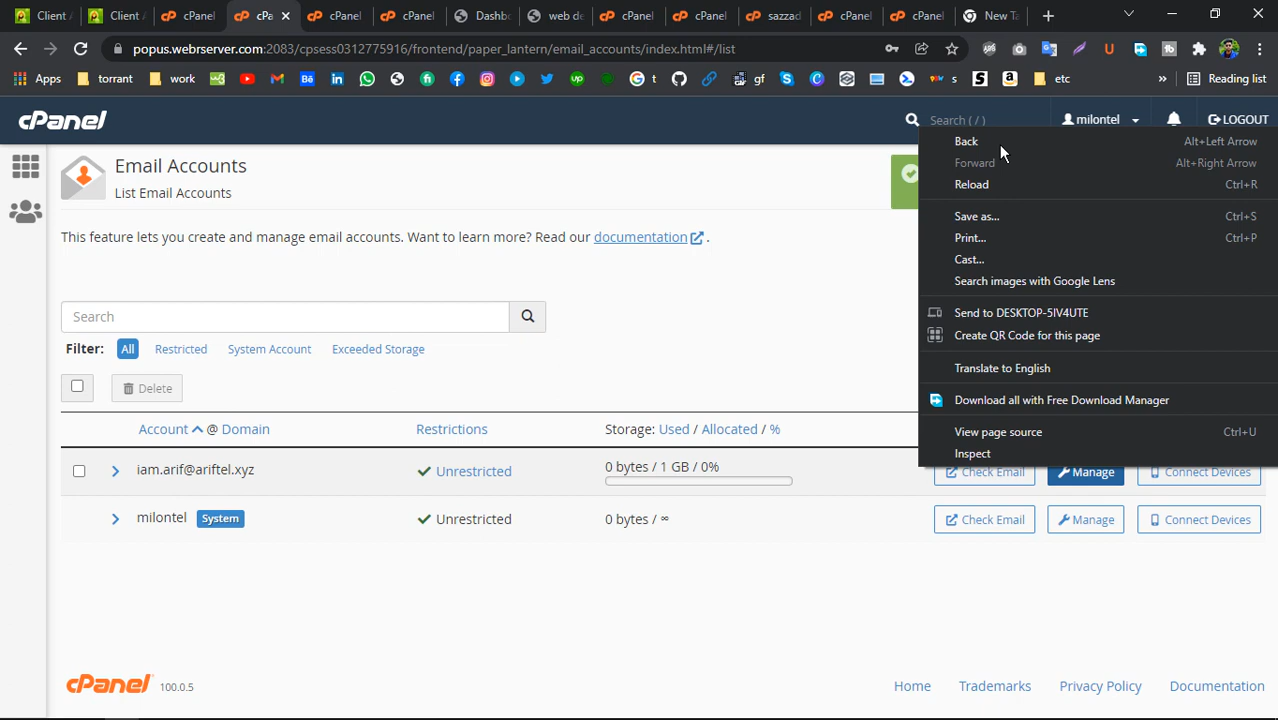 Client A
Client A
cPanel
cPa
cPanel
cPanel
Dashb
web de
cPanel
cPanel
sazzad
cPanel
cPanel
New Ta
popus.webrserver.com:2083/cpsess0312775916/frontend/paper_lantern/email_accounts/index.html#/list
Apps
torrant
work
G t
gf
s
etc
Reading list
cPanel
Search ( / )
milontel
LOGOUT
Email Accounts
List Email Accounts
This feature lets you create and manage email accounts. Want to learn more? Read our documentation .
Search
Filter: All Restricted System Account Exceeded Storage
Delete
Account @ Domain Restrictions Storage: Used / Allocated / %
iam.arif@ariftel.xyz Unrestricted 0 bytes / 1 GB / 0% Check Email Manage Connect Devices
milontel System Unrestricted 0 bytes / ∞ Check Email Manage Connect Devices
Back Alt+Left Arrow
Forward Alt+Right Arrow
Reload Ctrl+R
Save as... Ctrl+S
Print... Ctrl+P
Cast...
Search images with Google Lens
Send to DESKTOP-5IV4UTE
Create QR Code for this page
Translate to English
Download all with Free Download Manager
View page source Ctrl+U
Inspect
cPanel 100.0.5
Home Trademarks Privacy Policy Documentation